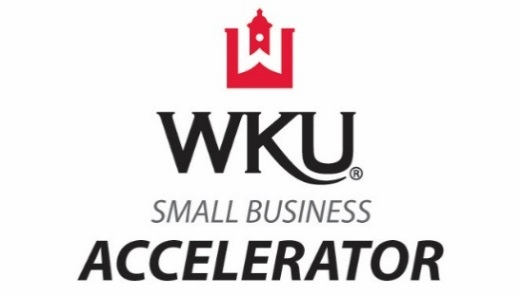 WKU®
SMALL BUSINESS
ACCELERATOR